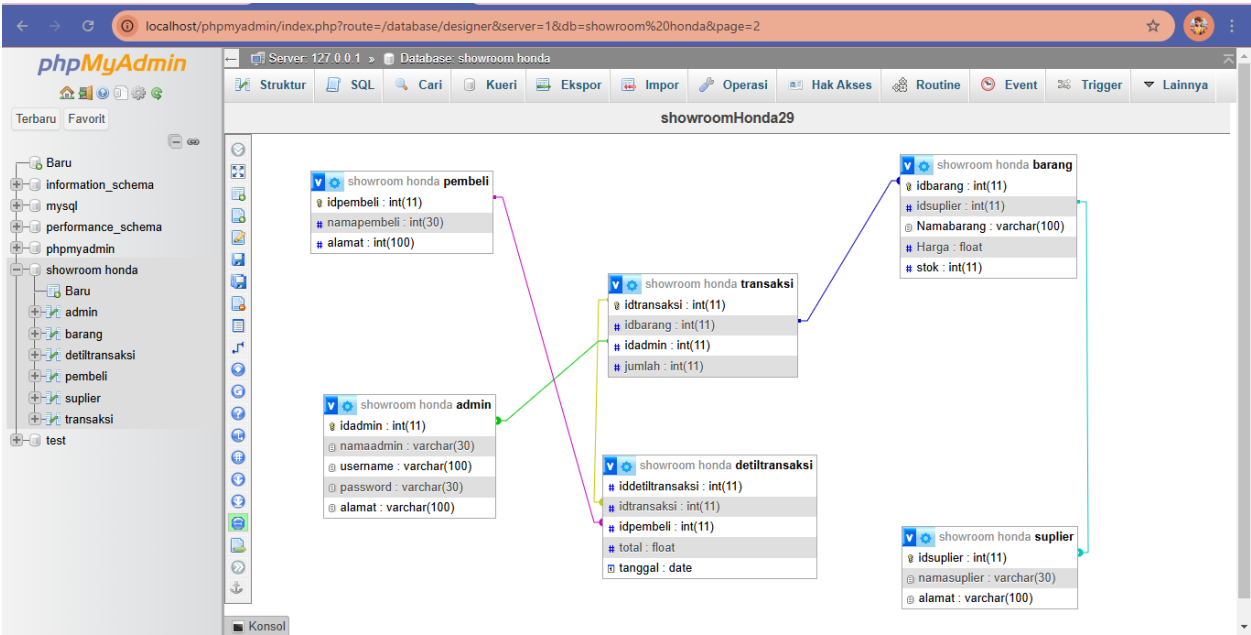 localhost/phpmyadmin/index.php?route=/database/designer&server=1&db=showroom%20honda&page=2
phpMyAdmin
Terbaru Favorit
Baru
information_schema
mysql
performance_schema
phpmyadmin
showroom honda
Baru
admin
barang
detiltransaksi
pembeli
suplier
transaksi
test
Server: 127.0.0.1 » Database: showroom honda
Struktur SQL Cari Kueri Ekspor Impor Operasi Hak Akses Routine Event Trigger Lainnya
showroomHonda29
showroom honda pembeli
idpembeli : int(11)
namapembeli : int(30)
alamat : int(100)
showroom honda barang
idbarang : int(11)
idsuplier : int(11)
Namabarang : varchar(100)
Harga : float
stok : int(11)
showroom honda transaksi
idtransaksi : int(11)
idbarang : int(11)
idadmin : int(11)
jumlah : int(11)
showroom honda admin
idadmin : int(11)
namaadmin : varchar(30)
username : varchar(100)
password : varchar(30)
alamat : varchar(100)
showroom honda detiltransaksi
iddetiltransaksi : int(11)
idtransaksi : int(11)
idpembeli : int(11)
total : float
tanggal : date
showroom honda suplier
idsuplier : int(11)
namasuplier : varchar(30)
alamat : varchar(100)
Konsol